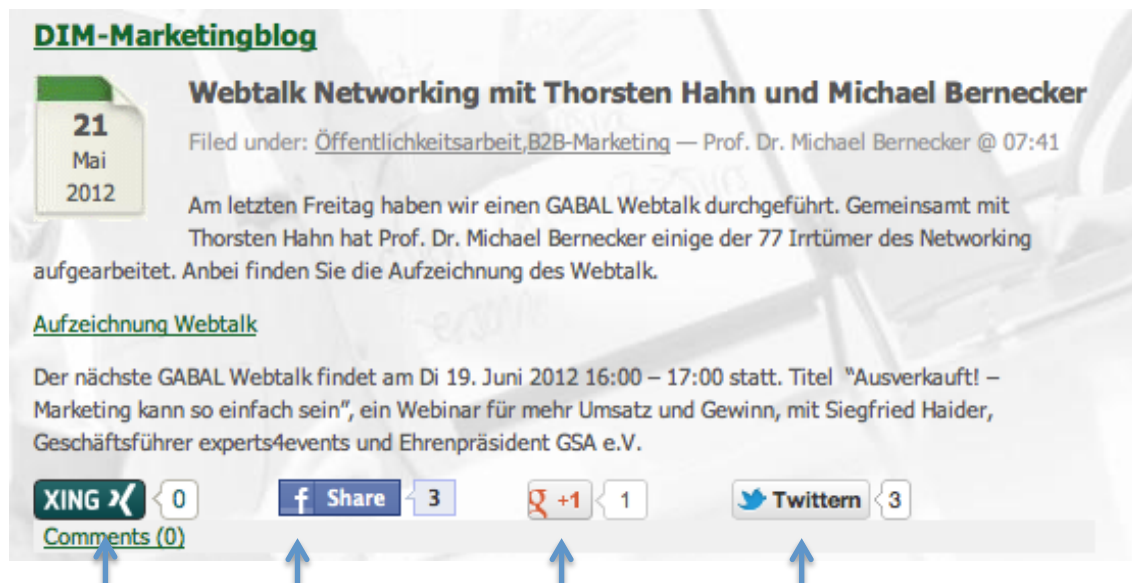 DIM-Marketingblog
21
Mai
2012
Webtalk Networking mit Thorsten Hahn und Michael Bernecker
Filed under: Öffentlichkeitsarbeit,B2B-Marketing — Prof. Dr. Michael Bernecker @ 07:41
Am letzten Freitag haben wir einen GABAL Webtalk durchgeführt. Gemeinsamt mit
Thorsten Hahn hat Prof. Dr. Michael Bernecker einige der 77 Irrtümer des Networking
aufgearbeitet. Anbei finden Sie die Aufzeichnung des Webtalk.
Aufzeichnung Webtalk
Der nächste GABAL Webtalk findet am Di 19. Juni 2012 16:00 – 17:00 statt. Titel "Ausverkauft! –
Marketing kann so einfach sein", ein Webinar für mehr Umsatz und Gewinn, mit Siegfried Haider,
Geschäftsführer experts4events und Ehrenpräsident GSA e.V.
XING 0 f Share 3 g +1 1 Twittern 3
Comments (0)